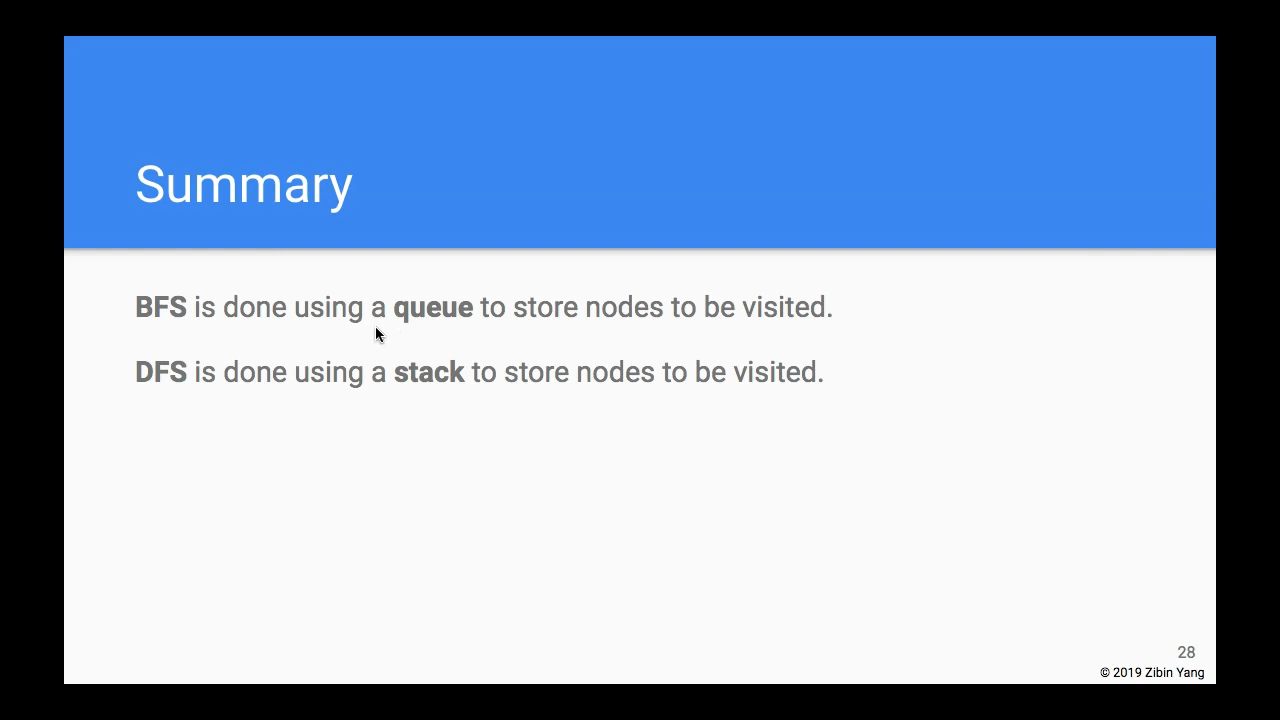 Summary
BFS is done using a queue to store nodes to be visited.
DFS is done using a stack to store nodes to be visited.
28
© 2019 Zibin Yang